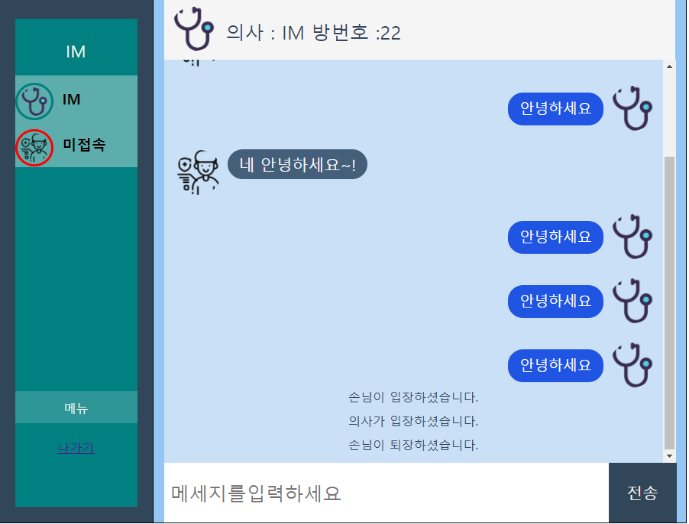 IM
IM
미접속
메뉴
나가기
의사 : IM 방번호 :22
안녕하세요
네 안녕하세요~!
안녕하세요
안녕하세요
안녕하세요
손님이 입장하셨습니다.
의사가 입장하셨습니다.
손님이 퇴장하셨습니다.
메세지를입력하세요
전송